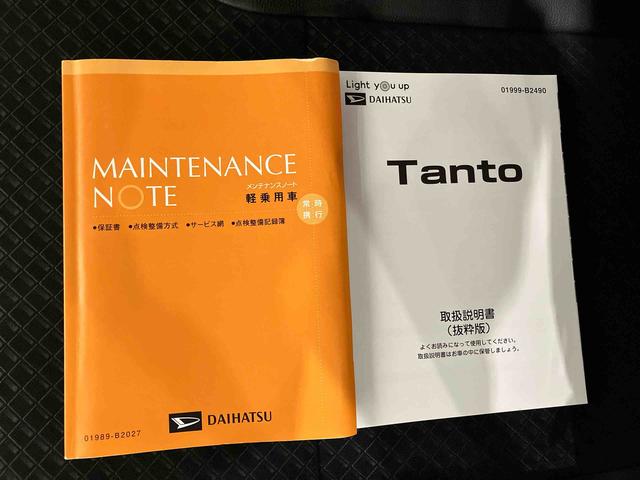 MAINTENANCE
NOTE
メンテナンスノート
軽乗用車
常時
携行
●保証書 ●点検整備方式 ●サービス網 ●点検整備記録簿
DAIHATSU
01989-B2027
Light you up
DAIHATSU
01999-B2490
Tanto
取扱説明書
(抜粋版)
よくお読みになって使用してください。
取扱説明書はお車の中に保管しましょう。